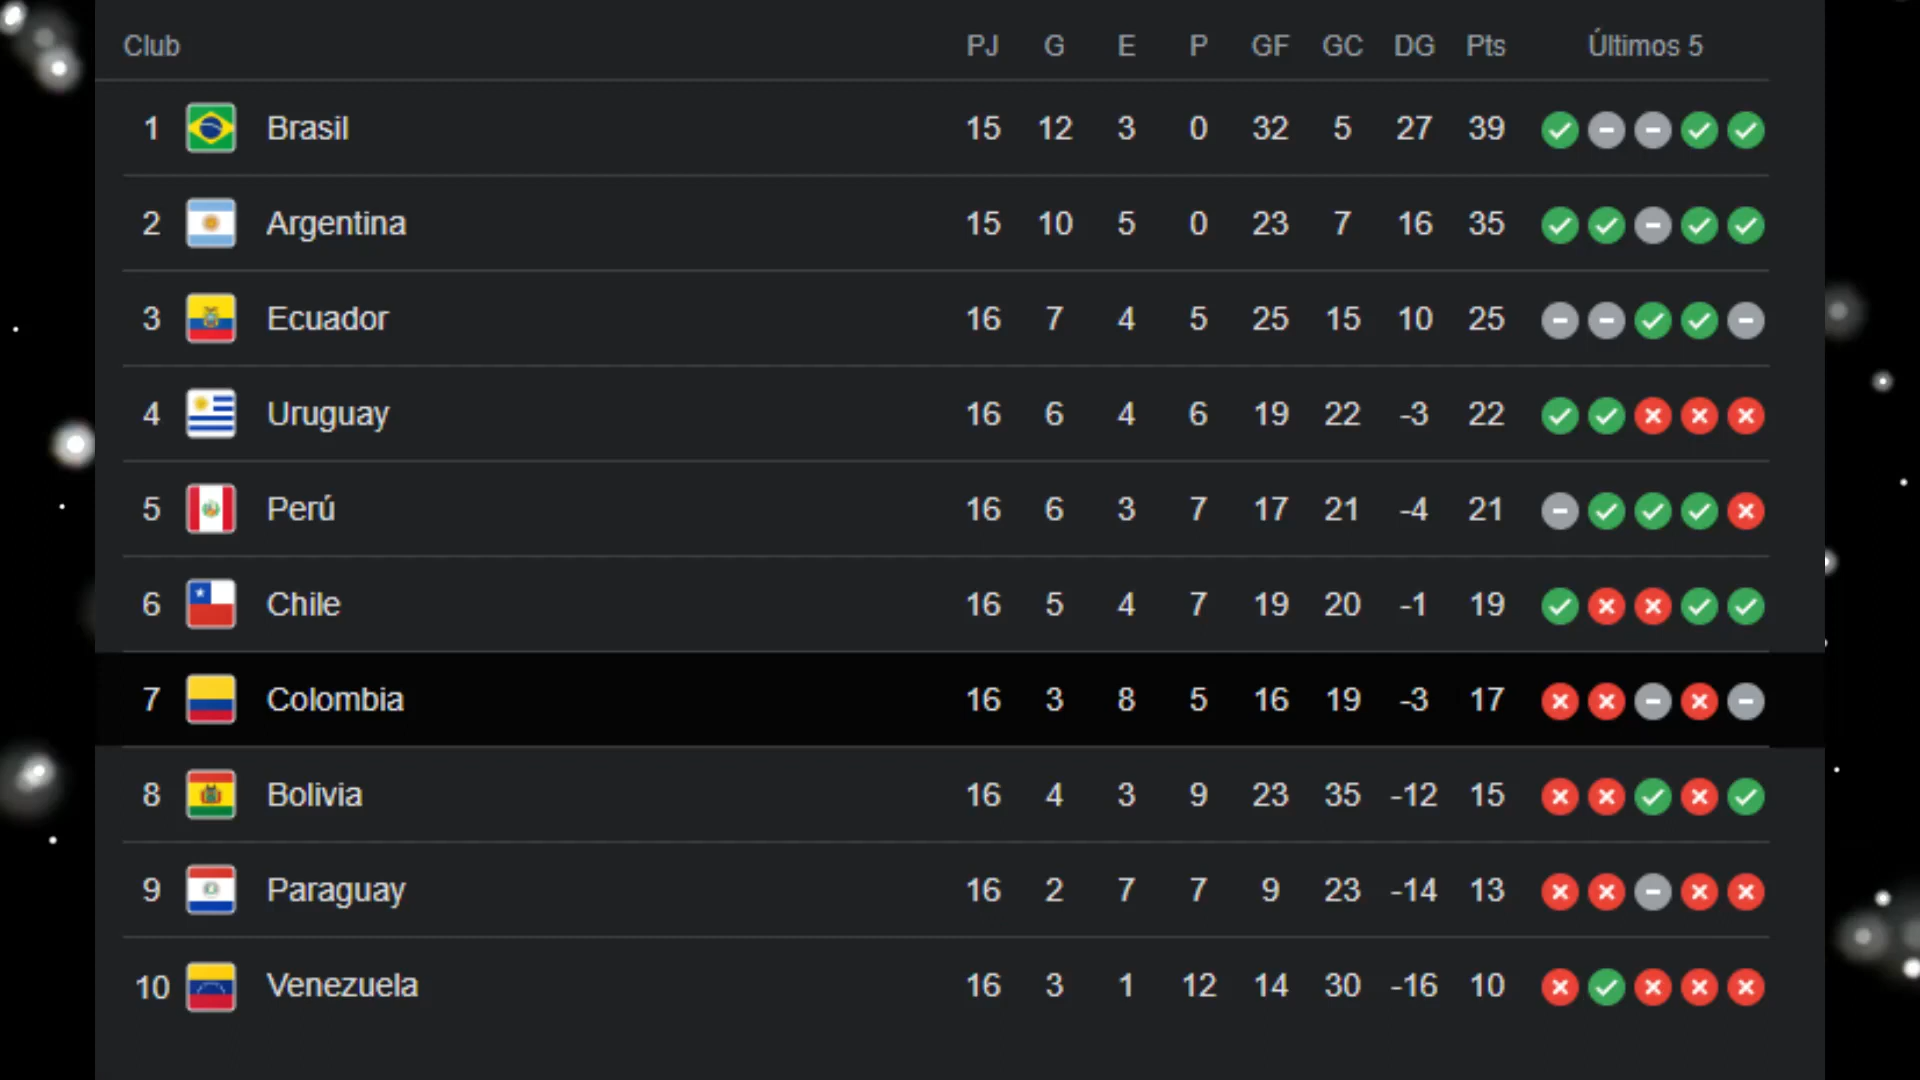 Club PJ G E P GF GC DG Pts Últimos 5
1 Brasil 15 12 3 0 32 5 27 39
2 Argentina 15 10 5 0 23 7 16 35
3 Ecuador 16 7 4 5 25 15 10 25
4 Uruguay 16 6 4 6 19 22 -3 22
5 Perú 16 6 3 7 17 21 -4 21
6 Chile 16 5 4 7 19 20 -1 19
7 Colombia 16 3 8 5 16 19 -3 17
8 Bolivia 16 4 3 9 23 35 -12 15
9 Paraguay 16 2 7 7 9 23 -14 13
10 Venezuela 16 3 1 12 14 30 -16 10